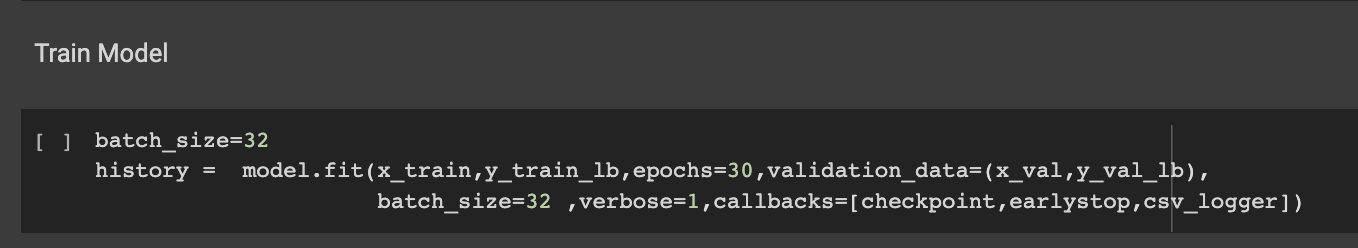 Train Model
[ ] batch_size=32
history =  model.fit(x_train,y_train_lb,epochs=30,validation_data=(x_val,y_val_lb),
batch_size=32 ,verbose=1,callbacks=[checkpoint,earlystop,csv_logger])